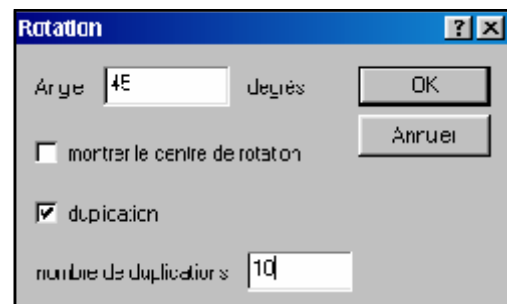 Rotation
Angle 45 degrés OK
Annuler
montrer le centre de rotation
duplication
nombre de duplications 10